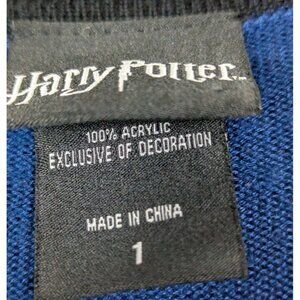 Harry Potter
100% ACRYLIC
EXCLUSIVE OF DECORATION
MADE IN CHINA
1